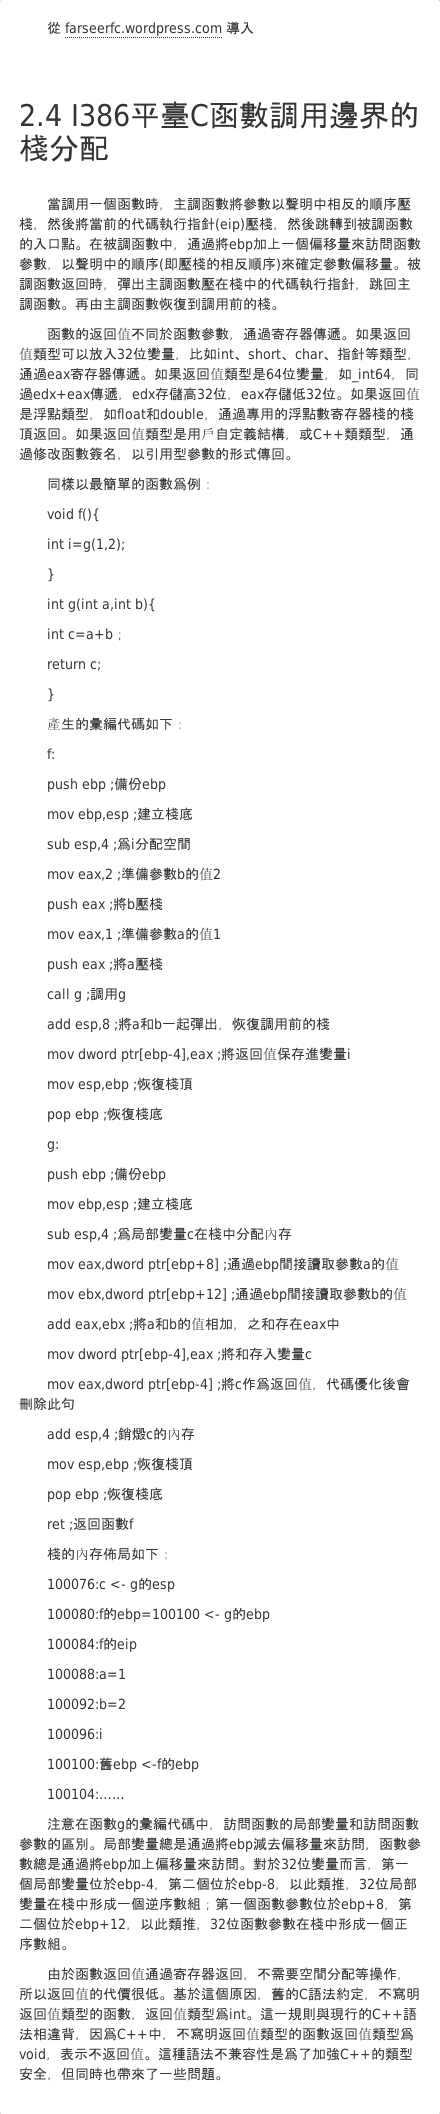 從 farseerfc.wordpress.com 導入
2.4 I386平臺C函數調用邊界的
棧分配
當調用一個函數時，主調函數將參數以聲明中相反的順序壓
棧，然後將當前的代碼執行指針(eip)壓棧，然後跳轉到被調函數
的入口點。在被調函數中，通過將ebp加上一個偏移量來訪問函數
參數，以聲明中的順序(即壓棧的相反順序)來確定參數偏移量。被
調函數返回時，彈出主調函數壓在棧中的代碼執行指針，跳回主
調函數。再由主調函數恢復到調用前的棧。
函數的返回值不同於函數參數，通過寄存器傳遞。如果返回
值類型可以放入32位變量，比如int、short、char、指針等類型，
通過eax寄存器傳遞。如果返回值類型是64位變量，如_int64，同
過edx+eax傳遞，edx存儲高32位，eax存儲低32位。如果返回值
是浮點類型，如float和double，通過專用的浮點數寄存器棧的棧
頂返回。如果返回值類型是用戶自定義結構，或C++類類型，通
過修改函數簽名，以引用型參數的形式傳回。
同樣以最簡單的函數爲例：
void f(){
int i=g(1,2);
}
int g(int a,int b){
int c=a+b；
return c;
}
產生的彙編代碼如下：
f:
push ebp ;備份ebp
mov ebp,esp ;建立棧底
sub esp,4 ;爲i分配空間
mov eax,2 ;準備參數b的值2
push eax ;將b壓棧
mov eax,1 ;準備參數a的值1
push eax ;將a壓棧
call g ;調用g
add esp,8 ;將a和b一起彈出，恢復調用前的棧
mov dword ptr[ebp-4],eax ;將返回值保存進變量i
mov esp,ebp ;恢復棧頂
pop ebp ;恢復棧底
g:
push ebp ;備份ebp
mov ebp,esp ;建立棧底
sub esp,4 ;爲局部變量c在棧中分配內存
mov eax,dword ptr[ebp+8] ;通過ebp間接讀取參數a的值
mov ebx,dword ptr[ebp+12] ;通過ebp間接讀取參數b的值
add eax,ebx ;將a和b的值相加，之和存在eax中
mov dword ptr[ebp-4],eax ;將和存入變量c
mov eax,dword ptr[ebp-4] ;將c作爲返回值，代碼優化後會
刪除此句
add esp,4 ;銷燬c的內存
mov esp,ebp ;恢復棧頂
pop ebp ;恢復棧底
ret ;返回函數f
棧的內存佈局如下：
100076:c <- g的esp
100080:f的ebp=100100 <- g的ebp
100084:f的eip
100088:a=1
100092:b=2
100096:i
100100:舊ebp <-f的ebp
100104:……
注意在函數g的彙編代碼中，訪問函數的局部變量和訪問函數
參數的區別。局部變量總是通過將ebp減去偏移量來訪問，函數參
數總是通過將ebp加上偏移量來訪問。對於32位變量而言，第一
個局部變量位於ebp-4，第二個位於ebp-8，以此類推，32位局部
變量在棧中形成一個逆序數組；第一個函數參數位於ebp+8，第
二個位於ebp+12，以此類推，32位函數參數在棧中形成一個正
序數組。
由於函數返回值通過寄存器返回，不需要空間分配等操作，
所以返回值的代價很低。基於這個原因，舊的C語法約定，不寫明
返回值類型的函數，返回值類型爲int。這一規則與現行的C++語
法相違背，因爲C++中，不寫明返回值類型的函數返回值類型爲
void，表示不返回值。這種語法不兼容性是爲了加強C++的類型
安全，但同時也帶來了一些問題。